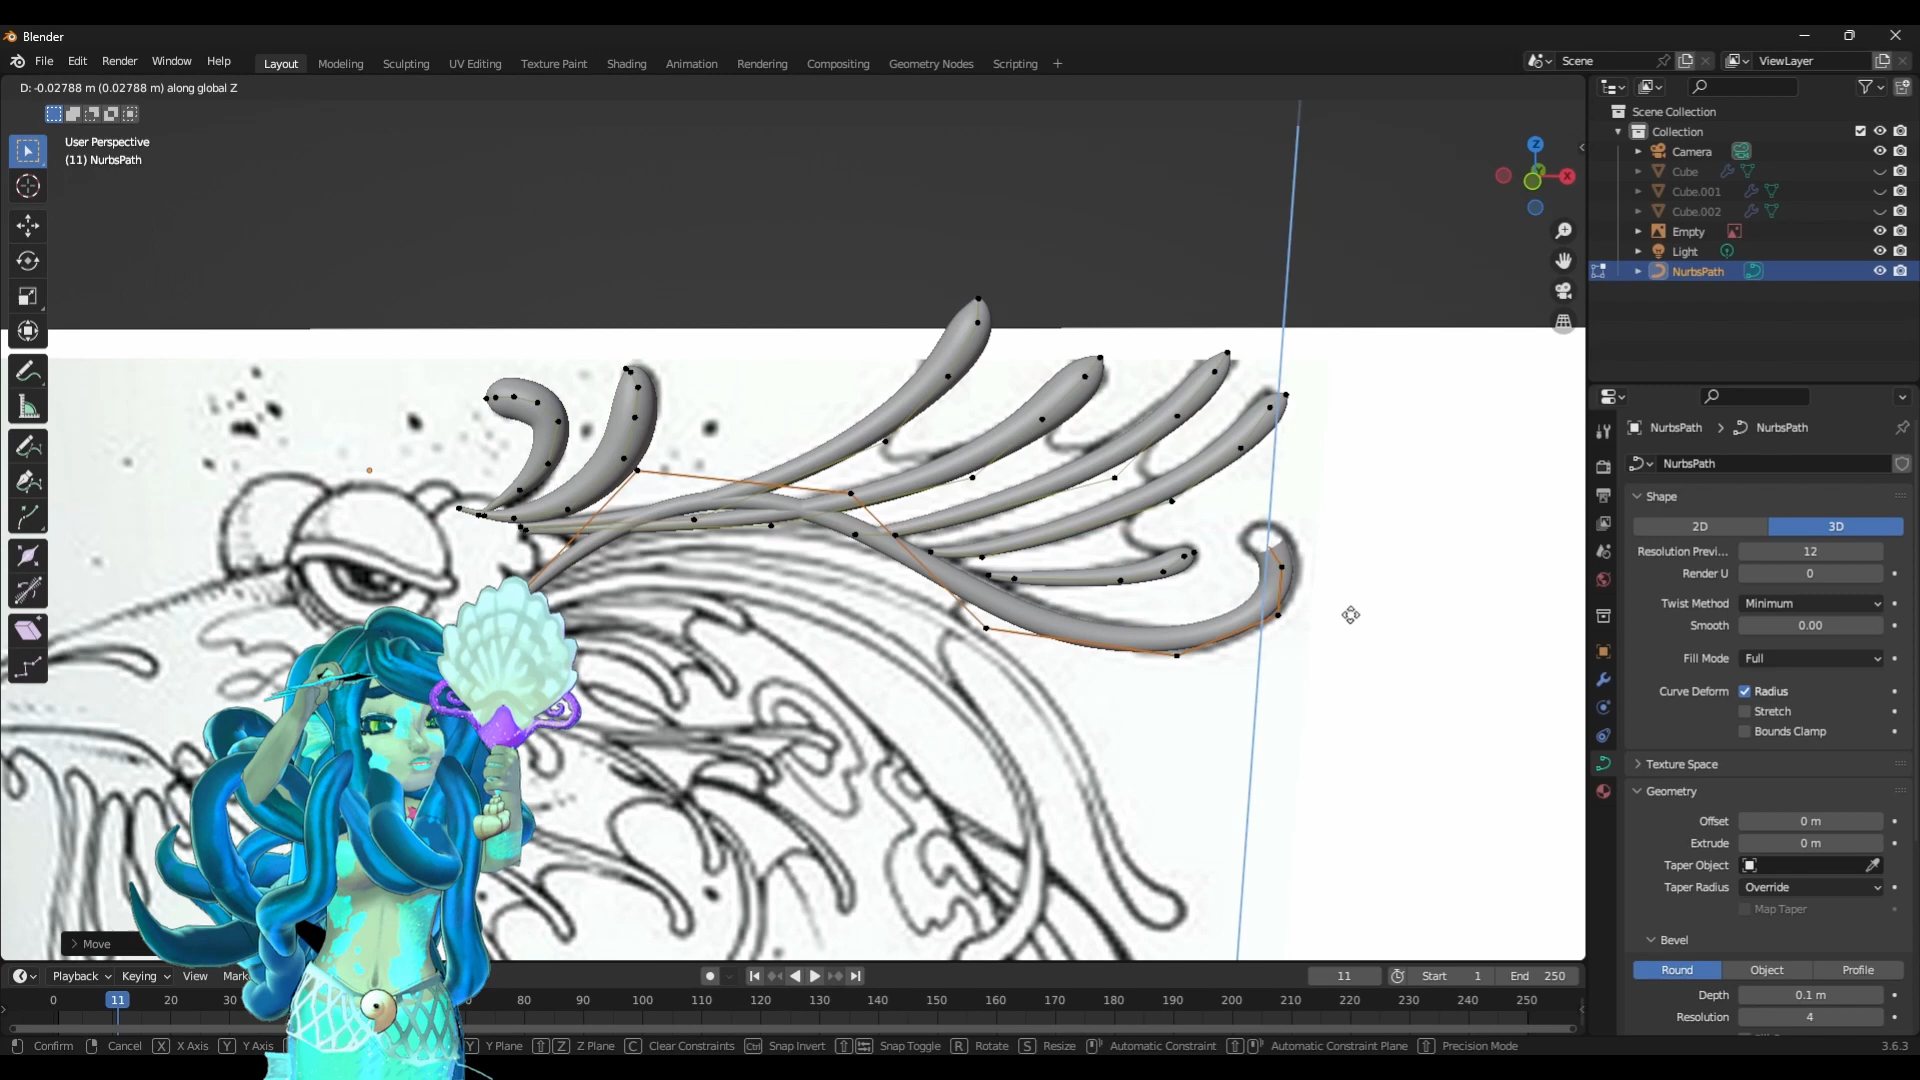 Blender
File Edit Render Window Help
Layout Modeling Sculpting UV Editing Texture Paint Shading Animation Rendering Compositing Geometry Nodes Scripting +
Scene
ViewLayer
D: -0.02788 m (0.02788 m) along global Z
User Perspective
(11) NurbsPath
Z
X
Scene Collection
Collection
Camera
Cube
Cube.001
Cube.002
Empty
Light
NurbsPath
NurbsPath > NurbsPath
NurbsPath
Shape
2D 3D
Resolution Previ... 12
Render U 0
Twist Method Minimum
Smooth 0.00
Fill Mode Full
Curve Deform Radius
Stretch
Bounds Clamp
Texture Space
Geometry
Offset 0 m
Extrude 0 m
Taper Object
Taper Radius Override
Map Taper
Bevel
Round Object Profile
Depth 0.1 m
Resolution 4
> Move
Playback Keying View Mark
11 Start 1 End 250
0 11 20 30 80 90 100 110 120 130 140 150 160 170 180 190 200 210 220 230 240 250
Confirm Cancel X X Axis Y Y Axis Y Y Plane Z Z Plane C Clear Constraints Ctrl Snap Invert Snap Toggle R Rotate S Resize Automatic Constraint Automatic Constraint Plane Precision Mode 3.6.3